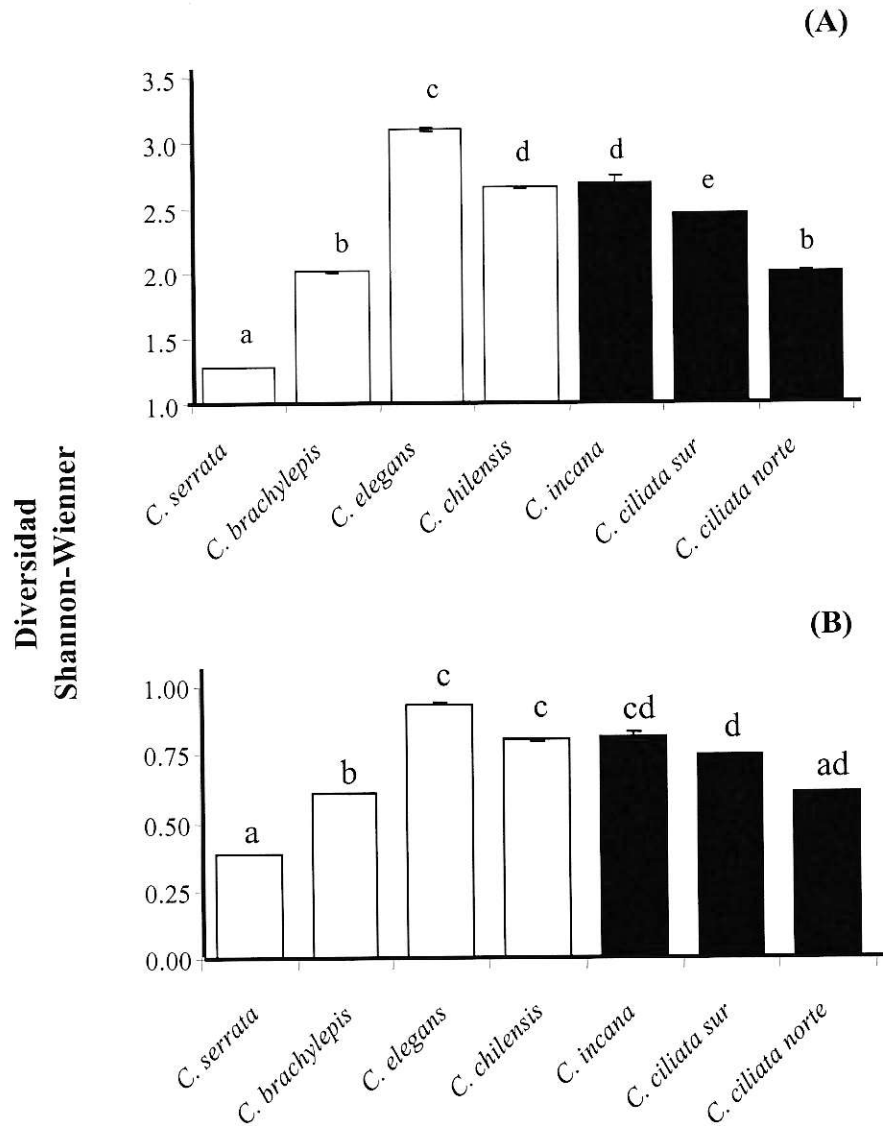 (A)
3.5
3.0
2.5
2.0
1.5
1.0
a
b
c
d
d
e
b
C. serrata
C. brachylepis
C. elegans
C. chilensis
C. incana
C. ciliata sur
C. ciliata norte
Diversidad
Shannon-Wienner
(B)
1.00
0.75
0.50
0.25
0.00
a
b
c
c
cd
d
ad
C. serrata
C. brachylepis
C. elegans
C. chilensis
C. incana
C. ciliata sur
C. ciliata norte